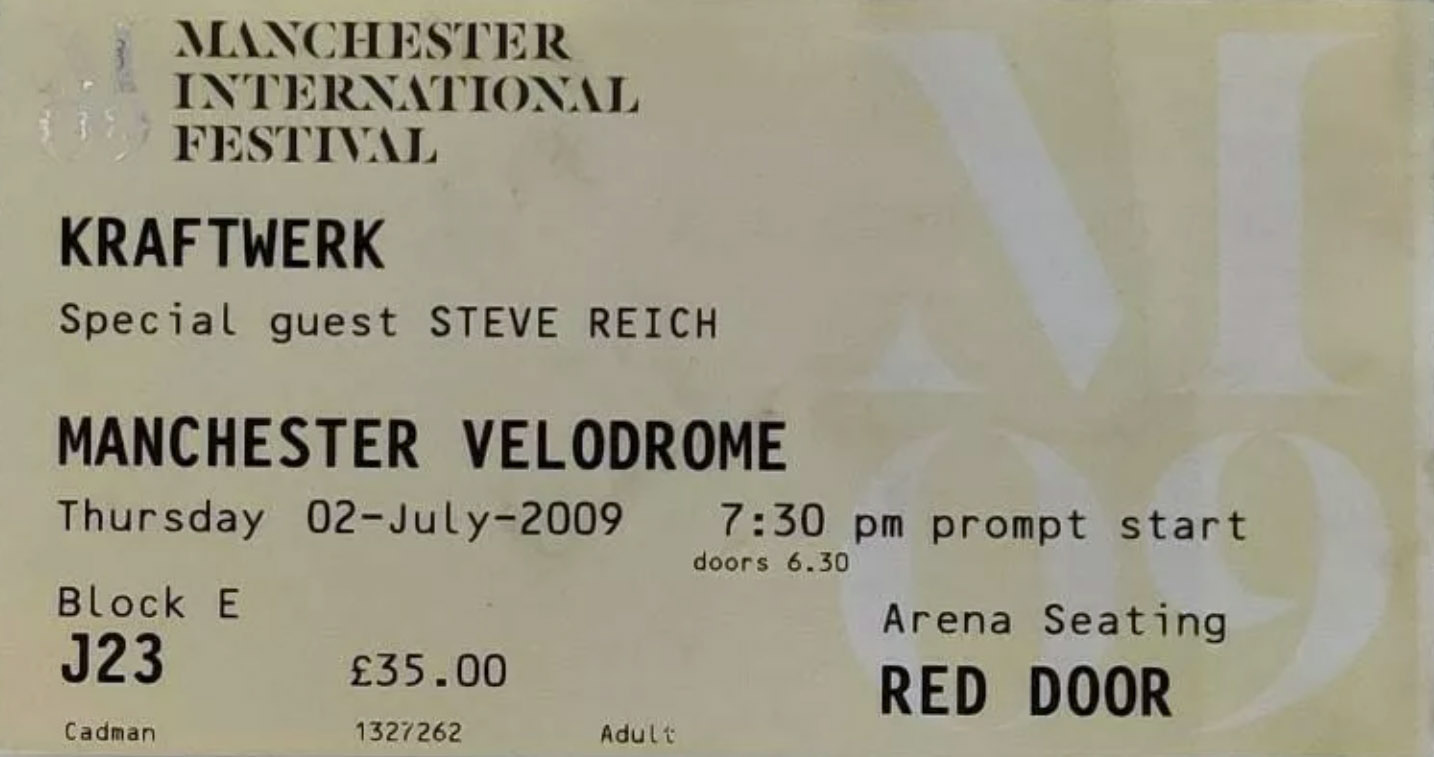 MANCHESTER
INTERNATIONAL
FESTIVAL
KRAFTWERK
Special guest STEVE REICH
MANCHESTER VELODROME
Thursday 02-July-2009 7:30 pm prompt start
doors 6.30
Block E
Arena Seating
J23 £35.00
RED DOOR
Cadman 1327262 Adult
M
09